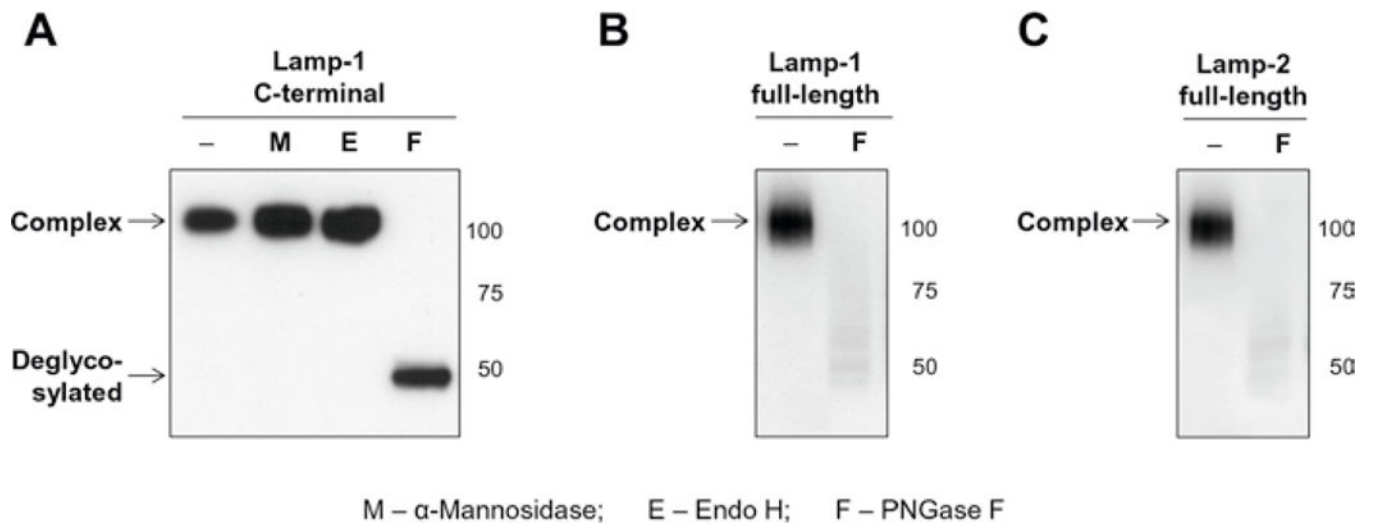 A
B
C
Lamp-1
C-terminal
Lamp-1
full-length
Lamp-2
full-length
– M E F
– F
– F
Complex
100
75
Deglyco-
sylated
50
Complex
100
75
50
Complex
100
75
50
M – α-Mannosidase; E – Endo H; F – PNGase F